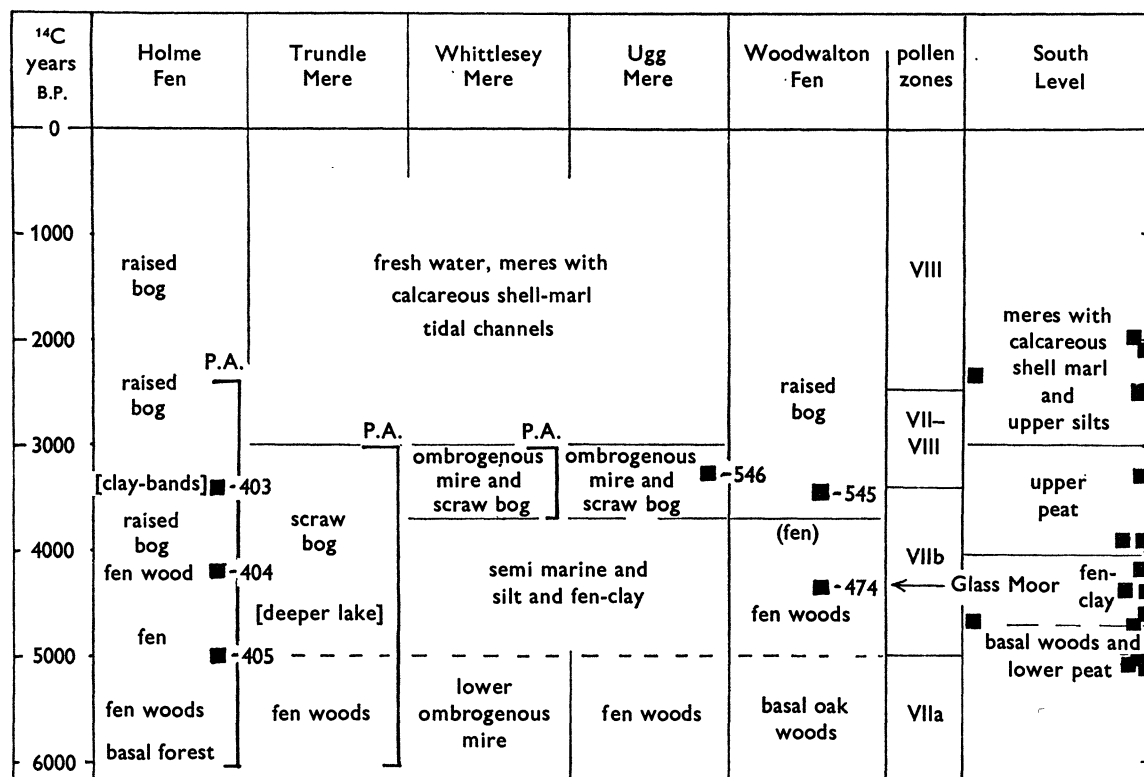 14C years B.P.
Holme Fen
Trundle Mere
Whittlesey Mere
Ugg Mere
Woodwalton Fen
pollen zones
South Level
0
1000
2000
3000
4000
5000
6000
raised bog
P.A.
raised bog
[clay-bands]
-403
raised bog
fen wood
-404
fen
-405
fen woods
basal forest
fresh water, meres with
calcareous shell-marl
tidal channels
P.A.
scraw bog
[deeper lake]
fen woods
P.A.
ombrogenous
mire and
scraw bog
ombrogenous
mire and
scraw bog
-546
semi marine and
silt and fen-clay
lower
ombrogenous
mire
fen woods
raised bog
-545
(fen)
-474
fen woods
basal oak
woods
VIII
VII–
VIII
VIIb
VIIa
Glass Moor
meres with
calcareous
shell marl
and
upper silts
upper
peat
fen-
clay
basal woods and
lower peat